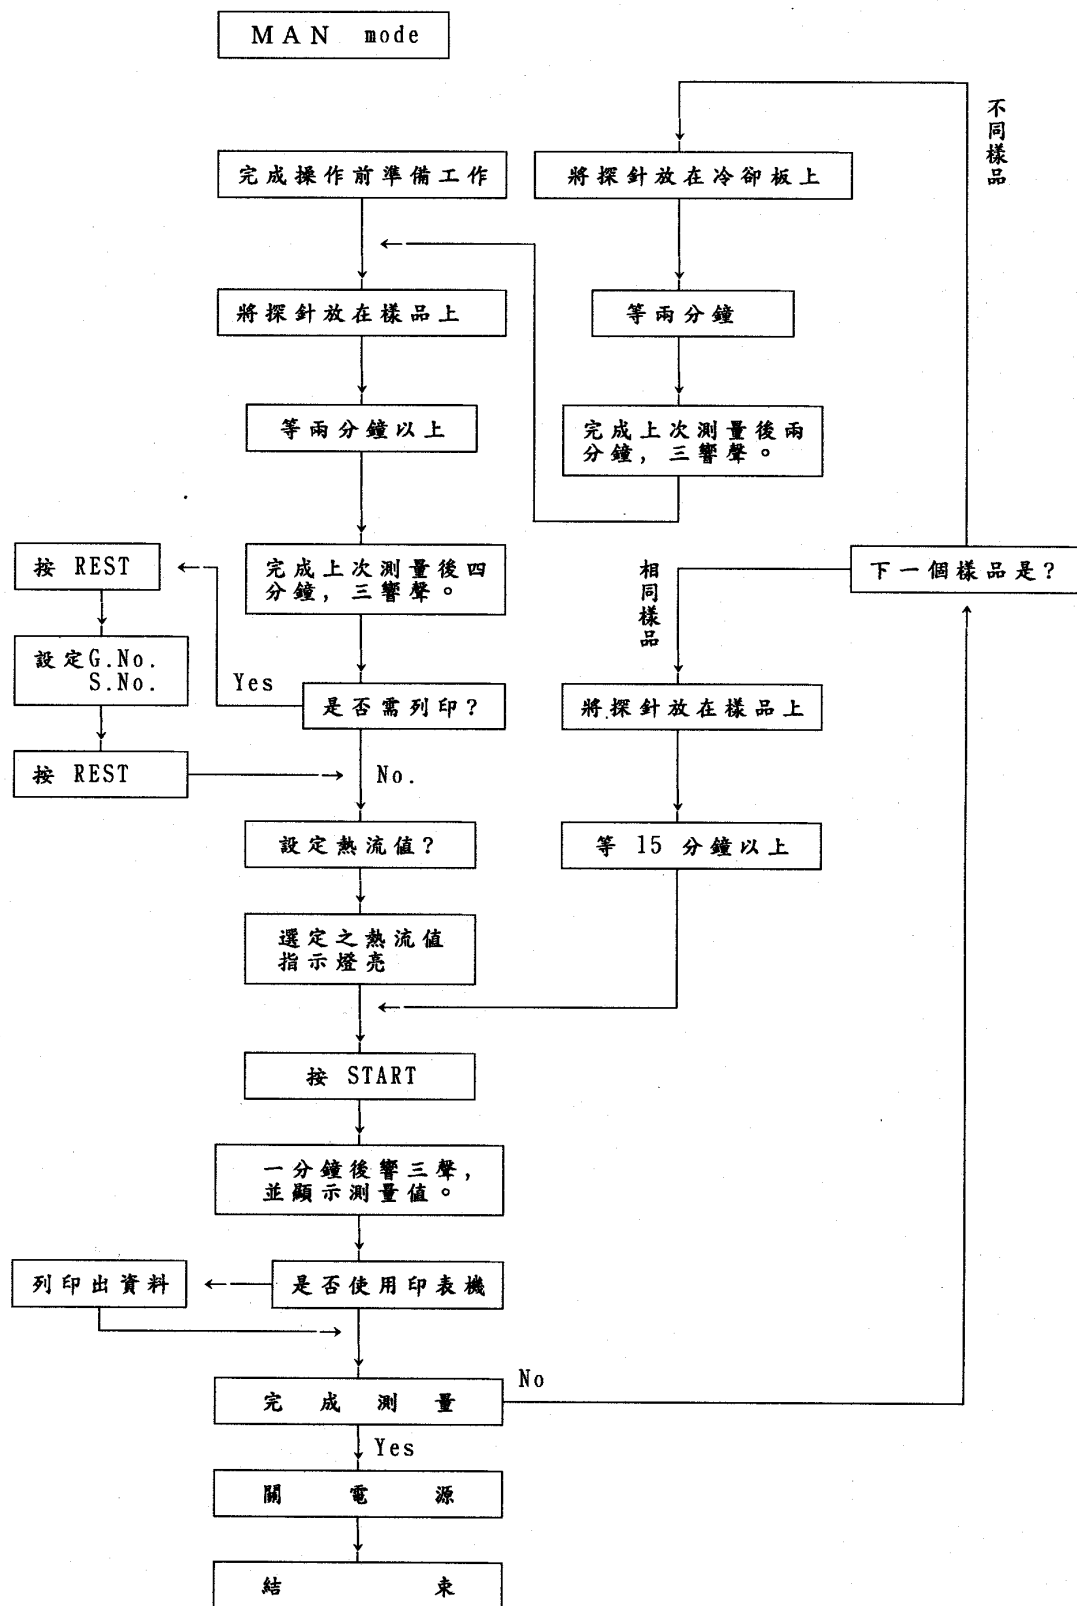 MAN mode
不同樣品
完成操作前準備工作
將探針放在冷卻板上
將探針放在樣品上
等兩分鐘
等兩分鐘以上
完成上次測量後兩
分鐘，三響聲。
按 REST
完成上次測量後四
分鐘，三響聲。
相同樣品
下一個樣品是？
設定G.No.
S.No.
Yes
是否需列印？
將探針放在樣品上
按 REST
No.
設定熱流值？
等 15 分鐘以上
選定之熱流值
指示燈亮
按 START
一分鐘後響三聲，
並顯示測量值。
列印出資料
是否使用印表機
完成測量
No
Yes
關電源
結束